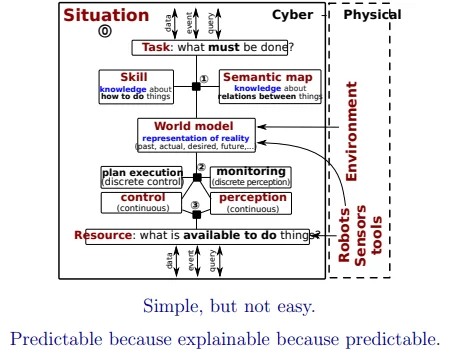 Situation
Cyber
Physical
⓪
data
event
query
Task: what must be done?
Skill
knowledge about
how to do things
①
Semantic map
knowledge about
relations between things
World model
representation of reality
(past, actual, desired, future,...)
Environment
②
plan execution
(discrete control)
monitoring
(discrete perception)
control
(continuous)
perception
(continuous)
③
Resource: what is available to do things?
Robots
Sensors
tools
data
event
query
Simple, but not easy.
Predictable because explainable because predictable.